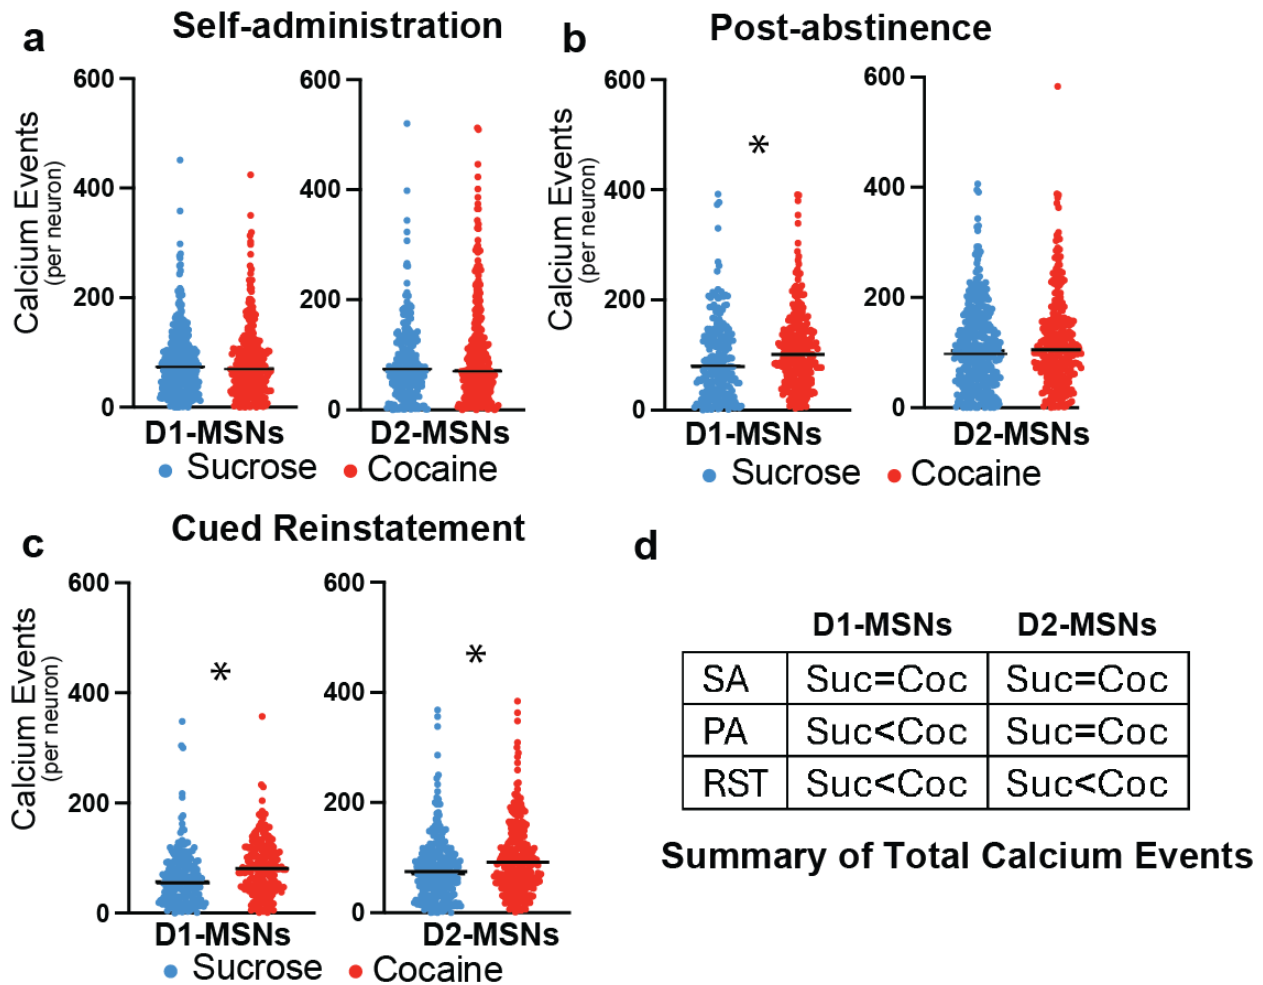 a
Self-administration
600
400
200
0
Calcium Events
(per neuron)
D1-MSNs
600
400
200
0
D2-MSNs
Sucrose
Cocaine
b
Post-abstinence
600
400
200
0
Calcium Events
(per neuron)
*
D1-MSNs
600
400
200
0
D2-MSNs
Sucrose
Cocaine
c
Cued Reinstatement
600
400
200
0
Calcium Events
(per neuron)
*
D1-MSNs
600
400
200
0
*
D2-MSNs
Sucrose
Cocaine
d
D1-MSNs D2-MSNs
SA Suc=Coc Suc=Coc
PA Suc<Coc Suc=Coc
RST Suc<Coc Suc<Coc
Summary of Total Calcium Events